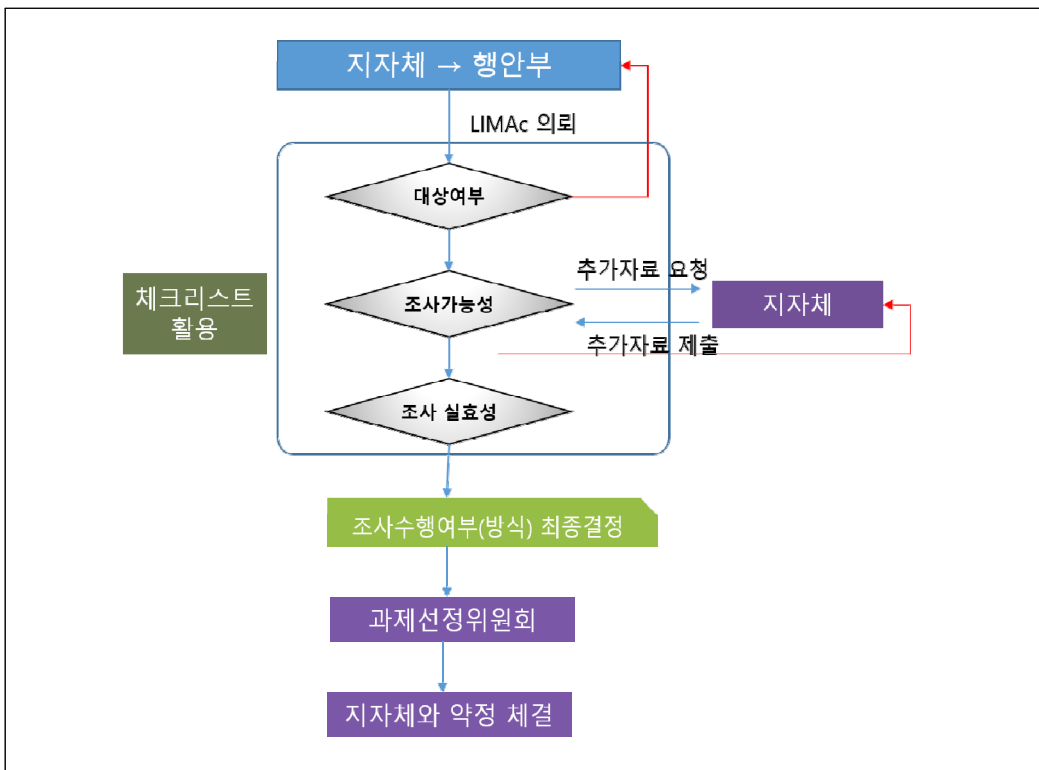 지자체 → 행안부
LIMAc 의뢰
대상여부
추가자료 요청
체크리스트
활용
조사가능성
지자체
추가자료 제출
조사 실효성
조사수행여부(방식) 최종결정
과제선정위원회
지자체와 약정 체결